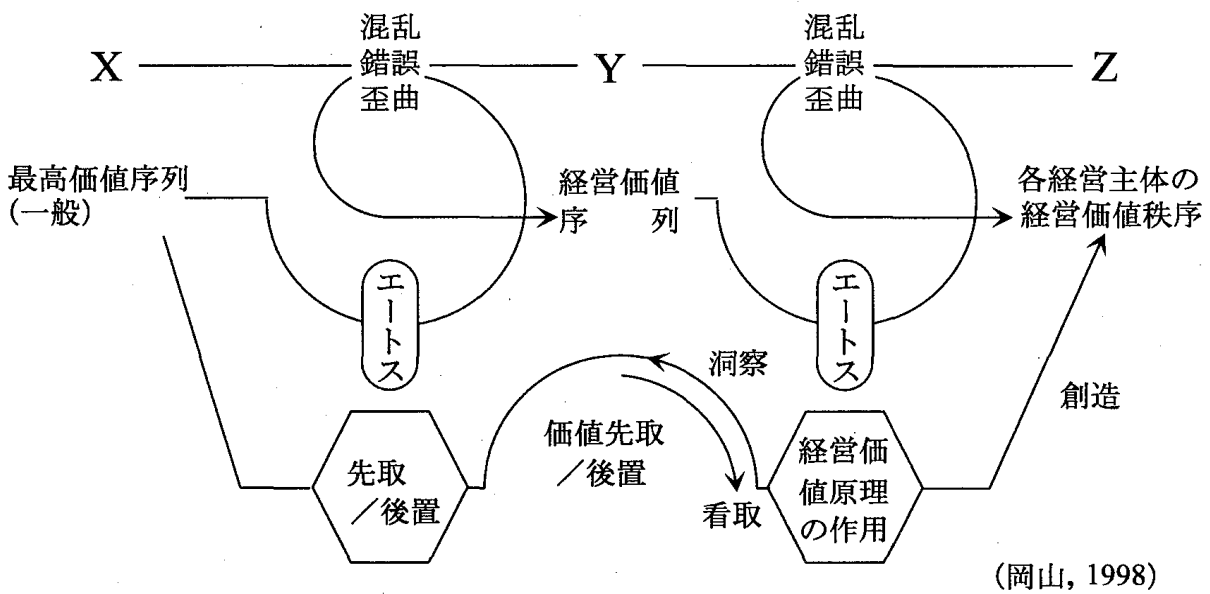 混乱
錯誤
歪曲
混乱
錯誤
歪曲
X
Y
Z
最高価値序列
(一般)
経営価値
序列
各経営主体の
経営価値秩序
エートス
エートス
洞察
創造
価値先取
／後置
看取
先取
／後置
経営価
値原理
の作用
(岡山, 1998)